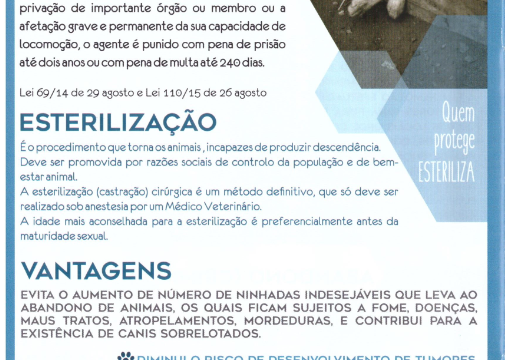 privação de importante órgão ou membro ou a
afetação grave e permanente da sua capacidade de
locomoção, o agente é punido com pena de prisão
até dois anos ou com pena de multa até 240 dias.
Lei 69/14 de 29 agosto e Lei 110/15 de 26 agosto
Quem
protege
ESTERILIZA
ESTERILIZAÇÃO
É o procedimento que torna os animais, incapazes de produzir descendência.
Deve ser promovida por razões sociais de controlo da população e de bem-
estar animal.
A esterilização (castração) cirúrgica é um método definitivo, que só deve ser
realizado sob anestesia por um Médico Veterinário.
A idade mais aconselhada para a esterilização é preferencialmente antes da
maturidade sexual.
VANTAGENS
EVITA O AUMENTO DE NÚMERO DE NINHADAS INDESEJÁVEIS QUE LEVA AO
ABANDONO DE ANIMAIS, OS QUAIS FICAM SUJEITOS A FOME, DOENÇAS,
MAUS TRATOS, ATROPELAMENTOS, MORDEDURAS, E CONTRIBUI PARA A
EXISTÊNCIA DE CANIS SOBRELOTADOS.
DIMINUI O RISCO DE DESENVOLVIMENTO DE TUMORES